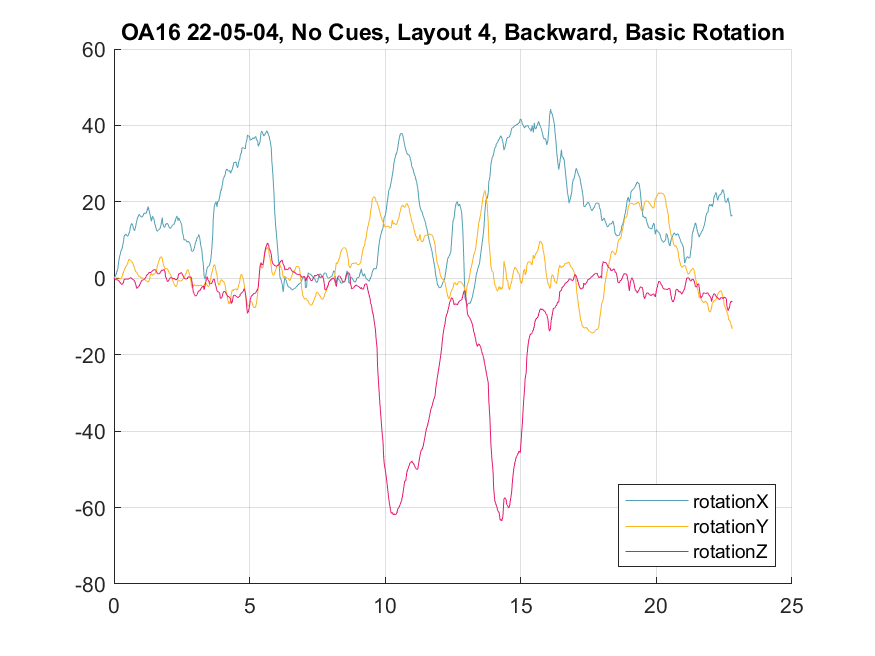 OA16 22-05-04, No Cues, Layout 4, Backward, Basic Rotation
60
40
20
0
-20
-40
-60
-80
rotationX
rotationY
rotationZ
0 5 10 15 20 25